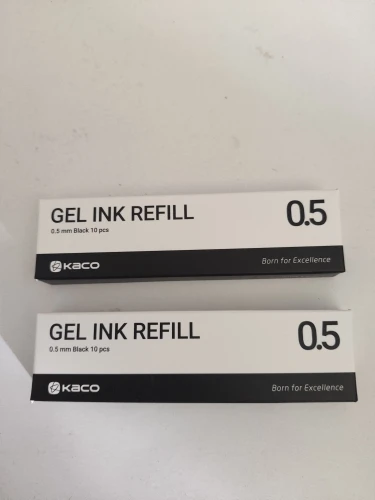 GEL INK REFILL
0.5
0.5 mm Black 10 pcs
KACO
Born for Excellence
GEL INK REFILL
0.5
0.5 mm Black 10 pcs
KACO
Born for Excellence